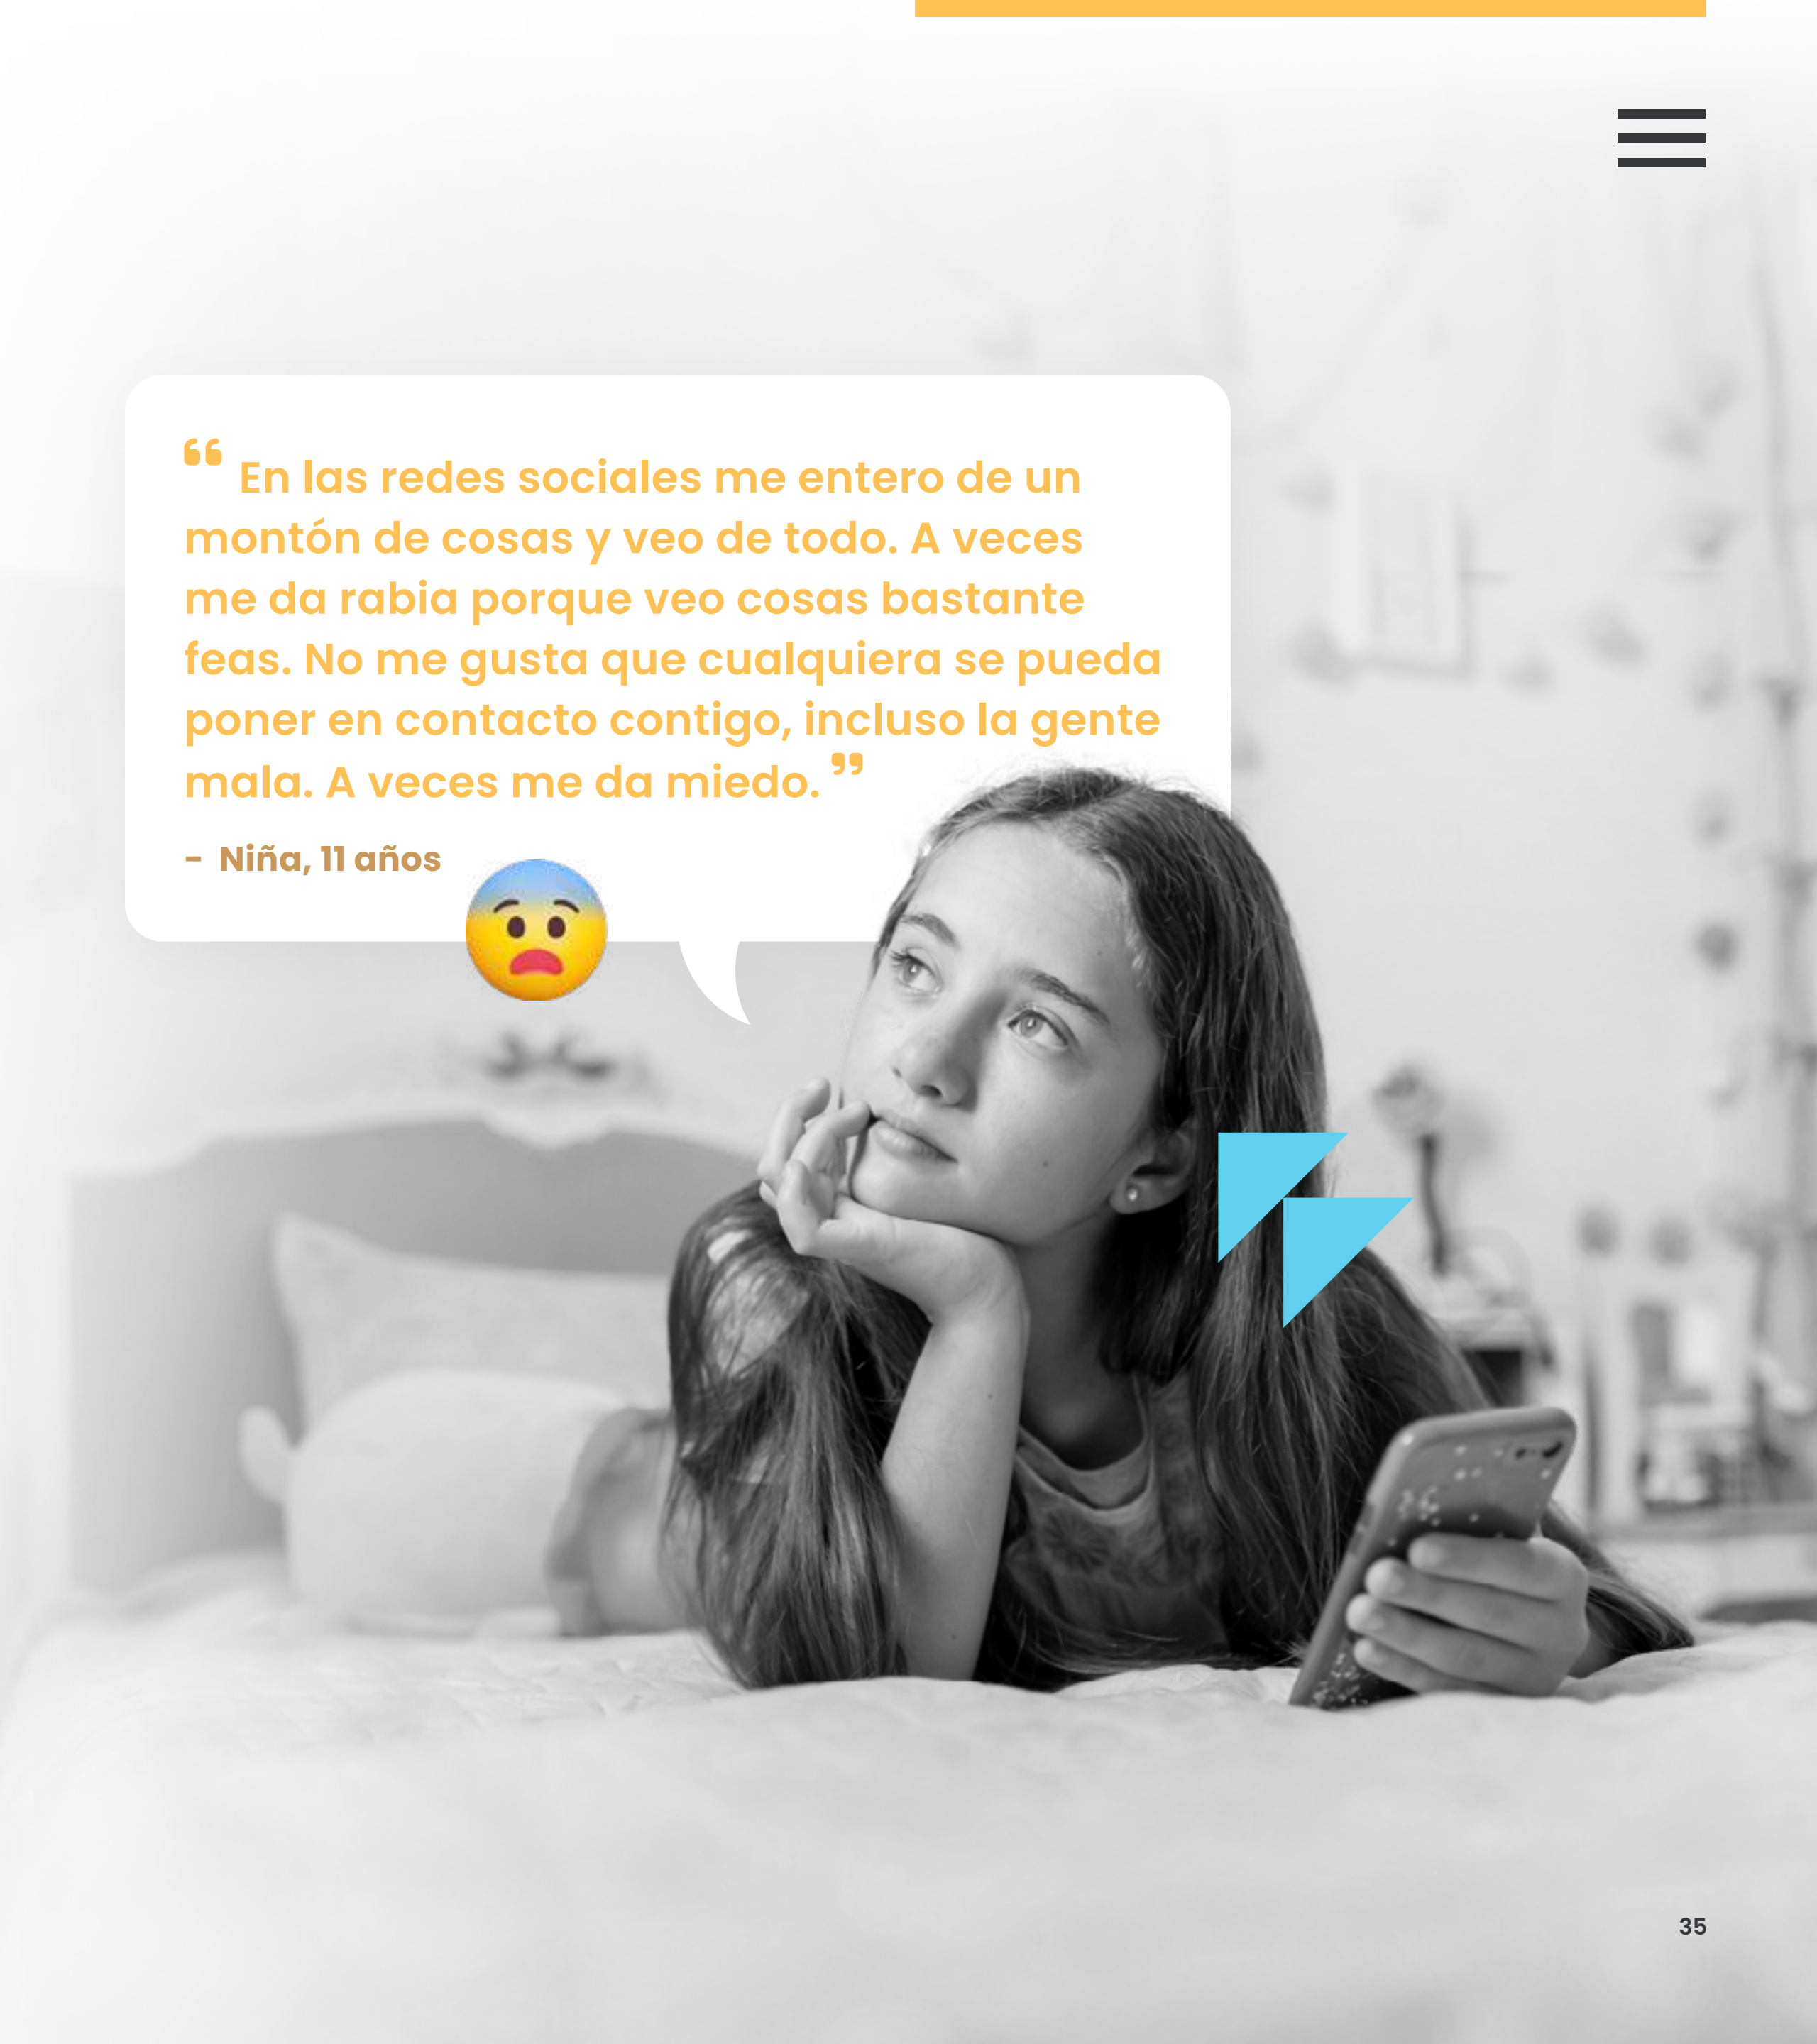 “ En las redes sociales me entero de un
montón de cosas y veo de todo. A veces
me da rabia porque veo cosas bastante
feas. No me gusta que cualquiera se pueda
poner en contacto contigo, incluso la gente
mala. A veces me da miedo. ”
- Niña, 11 años
35